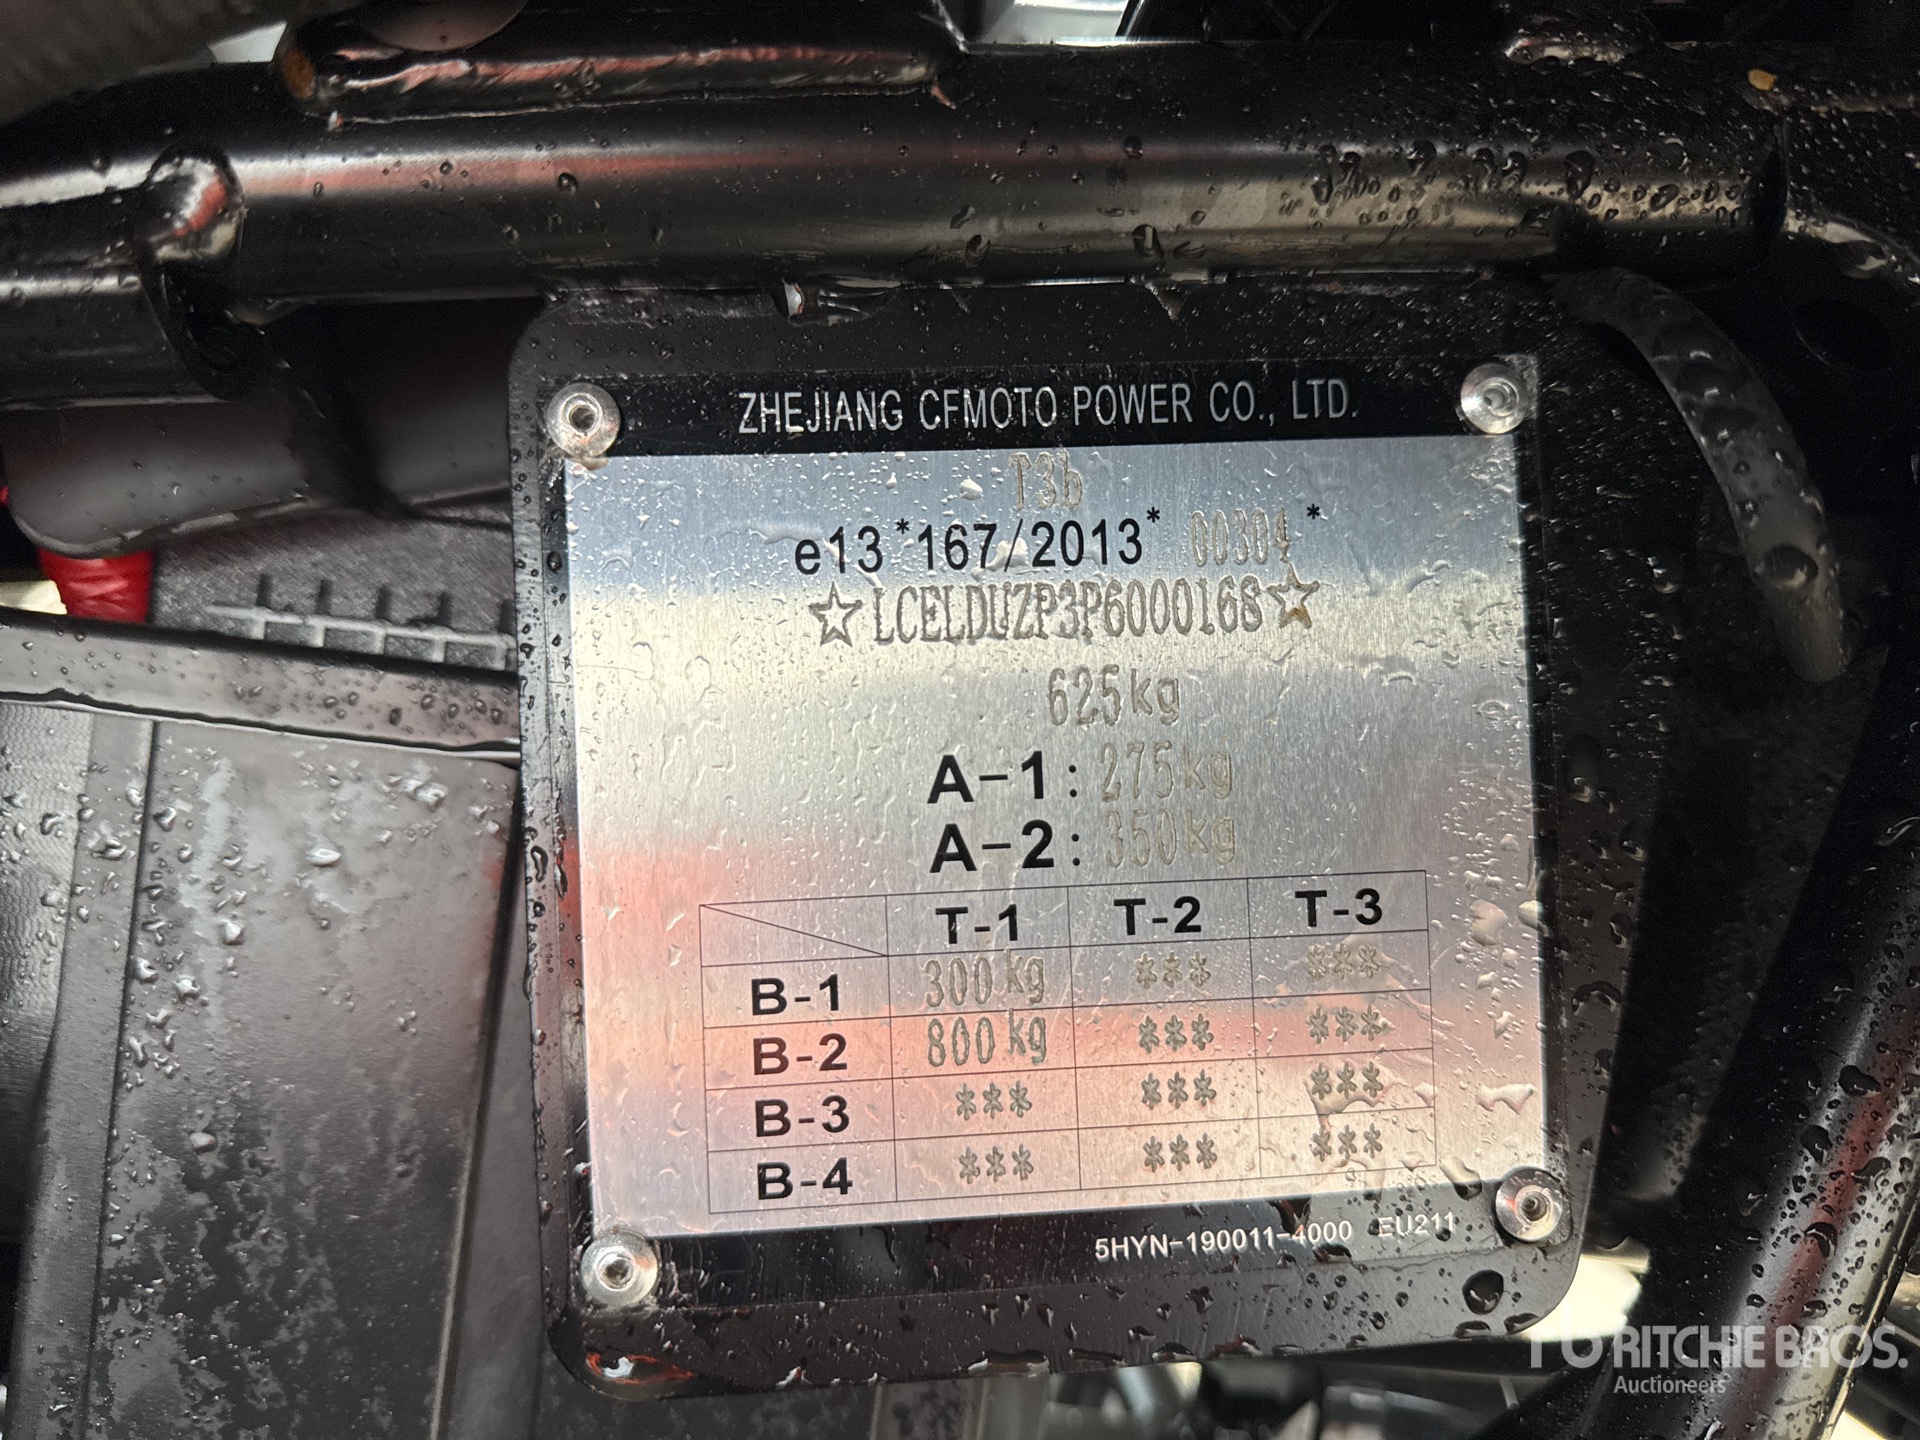 ZHEJIANG CFMOTO POWER CO., LTD.
T3b
e13*167/2013* 00304 *
☆LCELDUZP3P6000168☆
625kg
A-1: 275kg
A-2: 350kg
T-1 T-2 T-3
B-1 300kg *** ***
B-2 800kg *** ***
B-3 *** *** ***
B-4 *** *** ***
5HYN-190011-4000 EU211
RITCHIE BROS.
Auctioneers